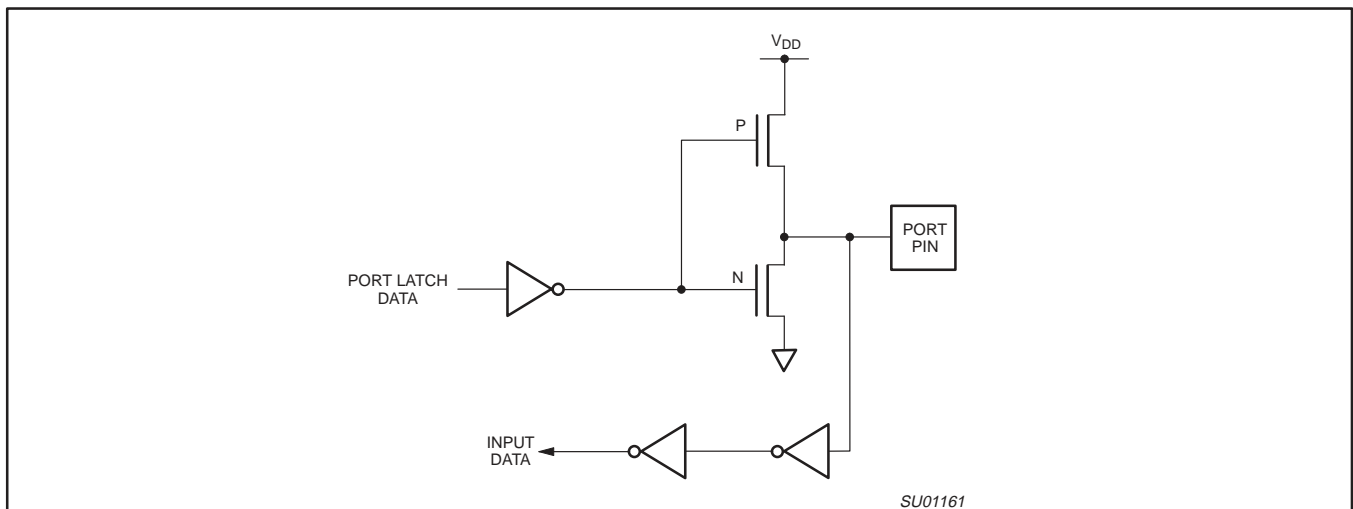 VDD
P
PORT
PIN
N
PORT LATCH
DATA
INPUT
DATA
SU01161